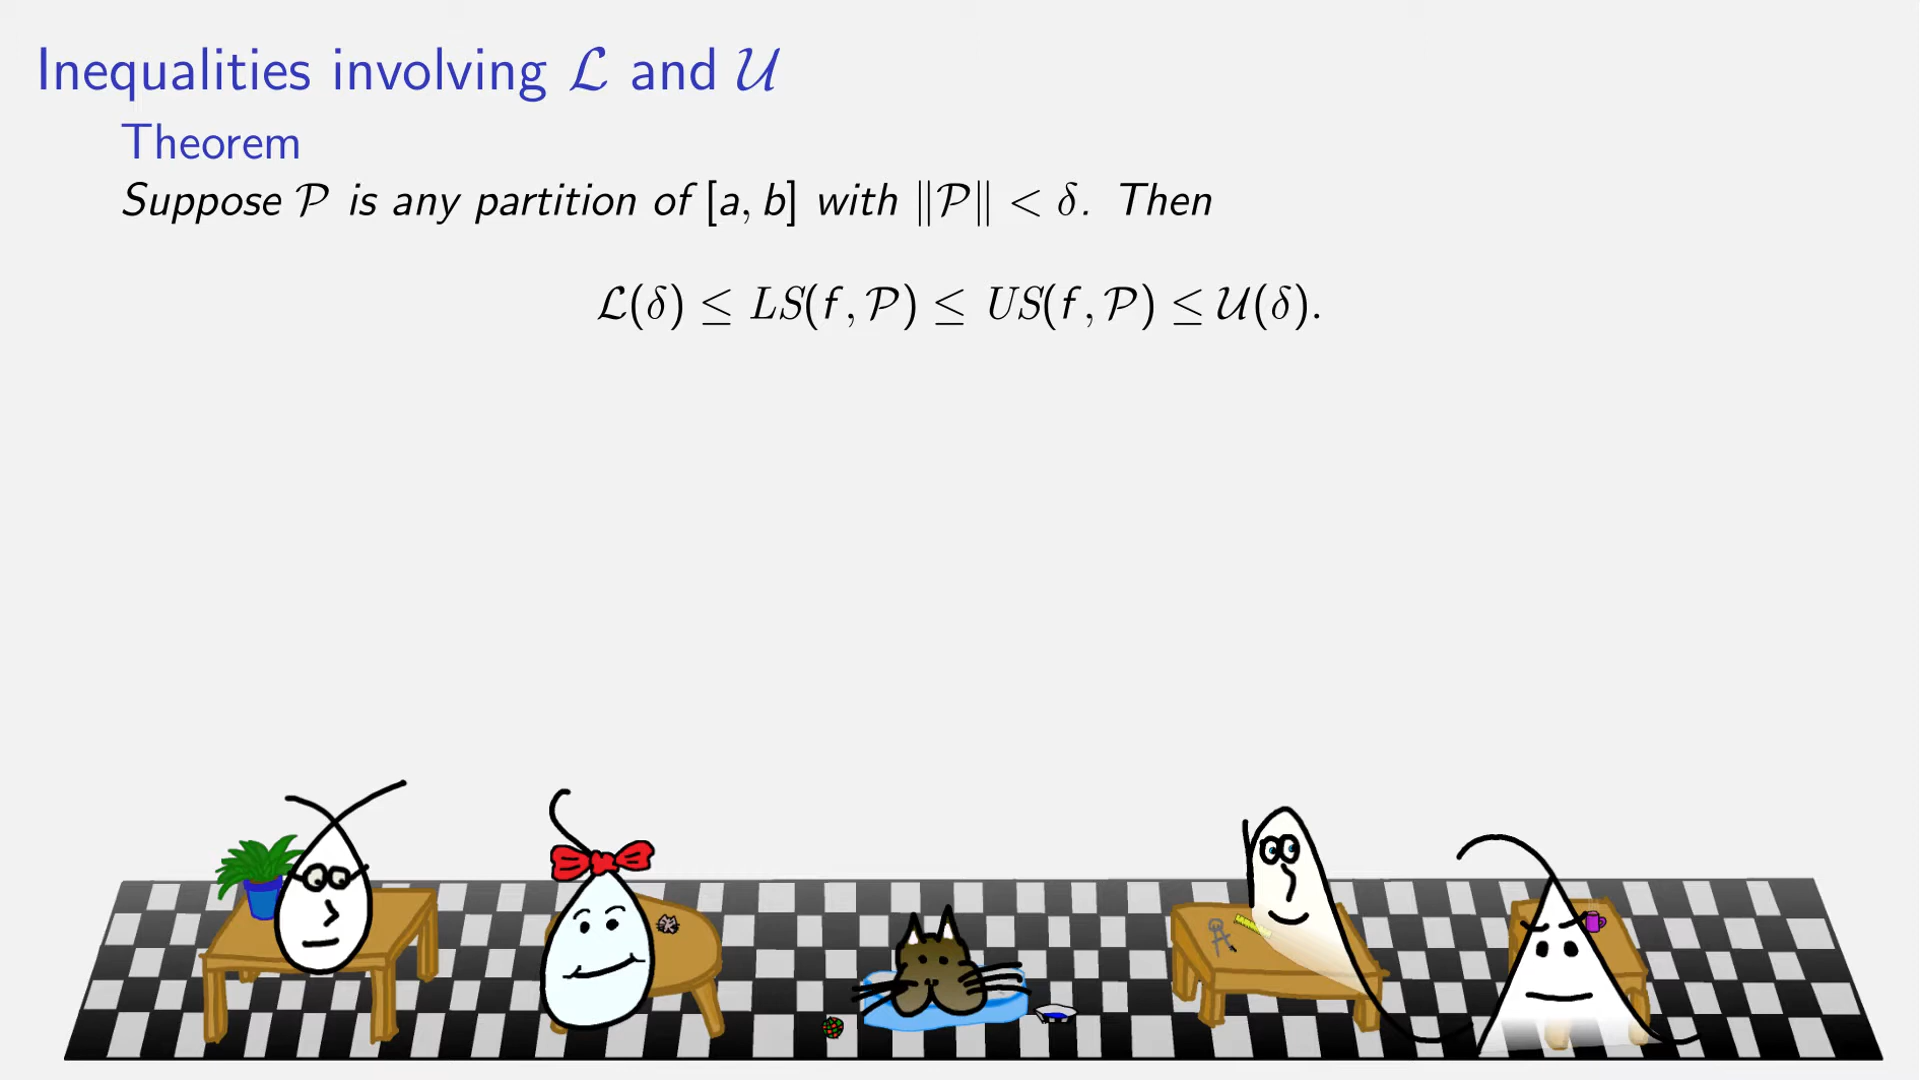 Inequalities involving ℒ and 𝒰
Theorem
Suppose 𝒫 is any partition of [a, b] with ‖𝒫‖ < δ. Then
ℒ(δ) ≤ LS(f, 𝒫) ≤ US(f, 𝒫) ≤ 𝒰(δ).